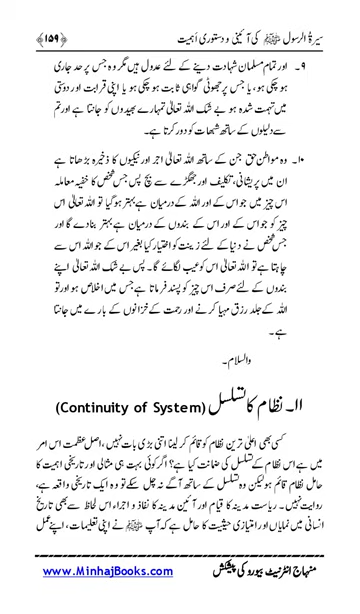 سیرۃ الرسول ﷺ کی آئینی و دستوری اہمیت ﴿۱۵۹﴾
۹۔ اور تمام مسلمان شہادت دینے کے لئے عدول ہیں مگر وہ جس پر حد جاری
ہو چکی ہو، یا جس پر جھوٹی گواہی ثابت ہو چکی ہو یا اپنی قرابت اور دوستی
میں تہمت شدہ ہو بے شک اللہ تعالیٰ تمہارے بھیدوں کو جانتا ہے اور تم
سے دلیلوں کے ساتھ شبہات کو دور کرتا ہے۔
۱۰۔ وہ مواطن حق جن کے ساتھ اللہ تعالیٰ اجر اور نیکیوں کا ذخیرہ بڑھاتا ہے
ان میں پریشانی، تکلیف اور جھگڑے سے بچ پس جس شخص کا خفیہ معاملہ
اس چیز میں جو اس کے اور اللہ کے درمیان ہے بہتر ہو گیا تو اللہ تعالیٰ اس
چیز کو جو اس کے اور اس کے بندوں کے درمیان ہے بہتر بنا دے گا اور
جس شخص نے دنیا کے لئے زینت کو اختیار کیا بغیر اس کے جو اللہ اس سے
چاہتا ہے تو اللہ تعالیٰ اس کو عیب لگائے گا۔ پس بے شک اللہ تعالیٰ اپنے
بندوں کے لئے صرف اس چیز کو پسند فرماتا ہے جس میں اخلاص ہو اور تو
اللہ کے جلد رزق مہیا کرنے اور رحمت کے خزانوں کے بارے میں جانتا
ہے۔
والسلام۔
۱۱۔ نظام کا تسلسل (Continuity of System)
کسی بھی اعلیٰ ترین نظام کو قائم کر لینا اتنی بڑی بات نہیں، اصل عظمت اس امر
میں ہے اس نظام کے تسلسل کی ضمانت کیا ہے؟ اگر کوئی بہت ہی مثالی اور تاریخی اہمیت کا
حامل نظام قائم ہو لیکن وہ تسلسل کے ساتھ آگے نہ چل سکے تو وہ ایک تاریخی واقعہ ہے،
روایت نہیں۔ ریاست مدینہ کا قیام اور آئین مدینہ کا نفاذ و اجراء اس لحاظ سے بھی تاریخ
انسانی میں نمایاں اور امتیازی حیثیت کا حامل ہے کہ آپ ﷺ نے اپنی تعلیمات، اپنے عمل
منہاج انٹرنیٹ بیورو کی پیشکش www.MinhajBooks.com